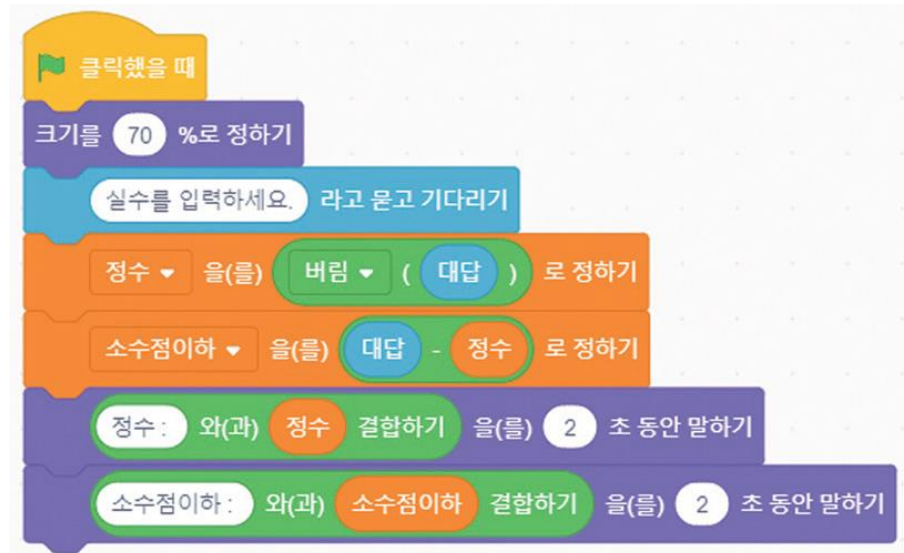 클릭했을 때
크기를 70 %로 정하기
실수를 입력하세요. 라고 묻고 기다리기
정수 을(를) 버림 ( 대답 ) 로 정하기
소수점이하 을(를) 대답 - 정수 로 정하기
정수 : 와(과) 정수 결합하기 을(를) 2 초 동안 말하기
소수점이하 : 와(과) 소수점이하 결합하기 을(를) 2 초 동안 말하기